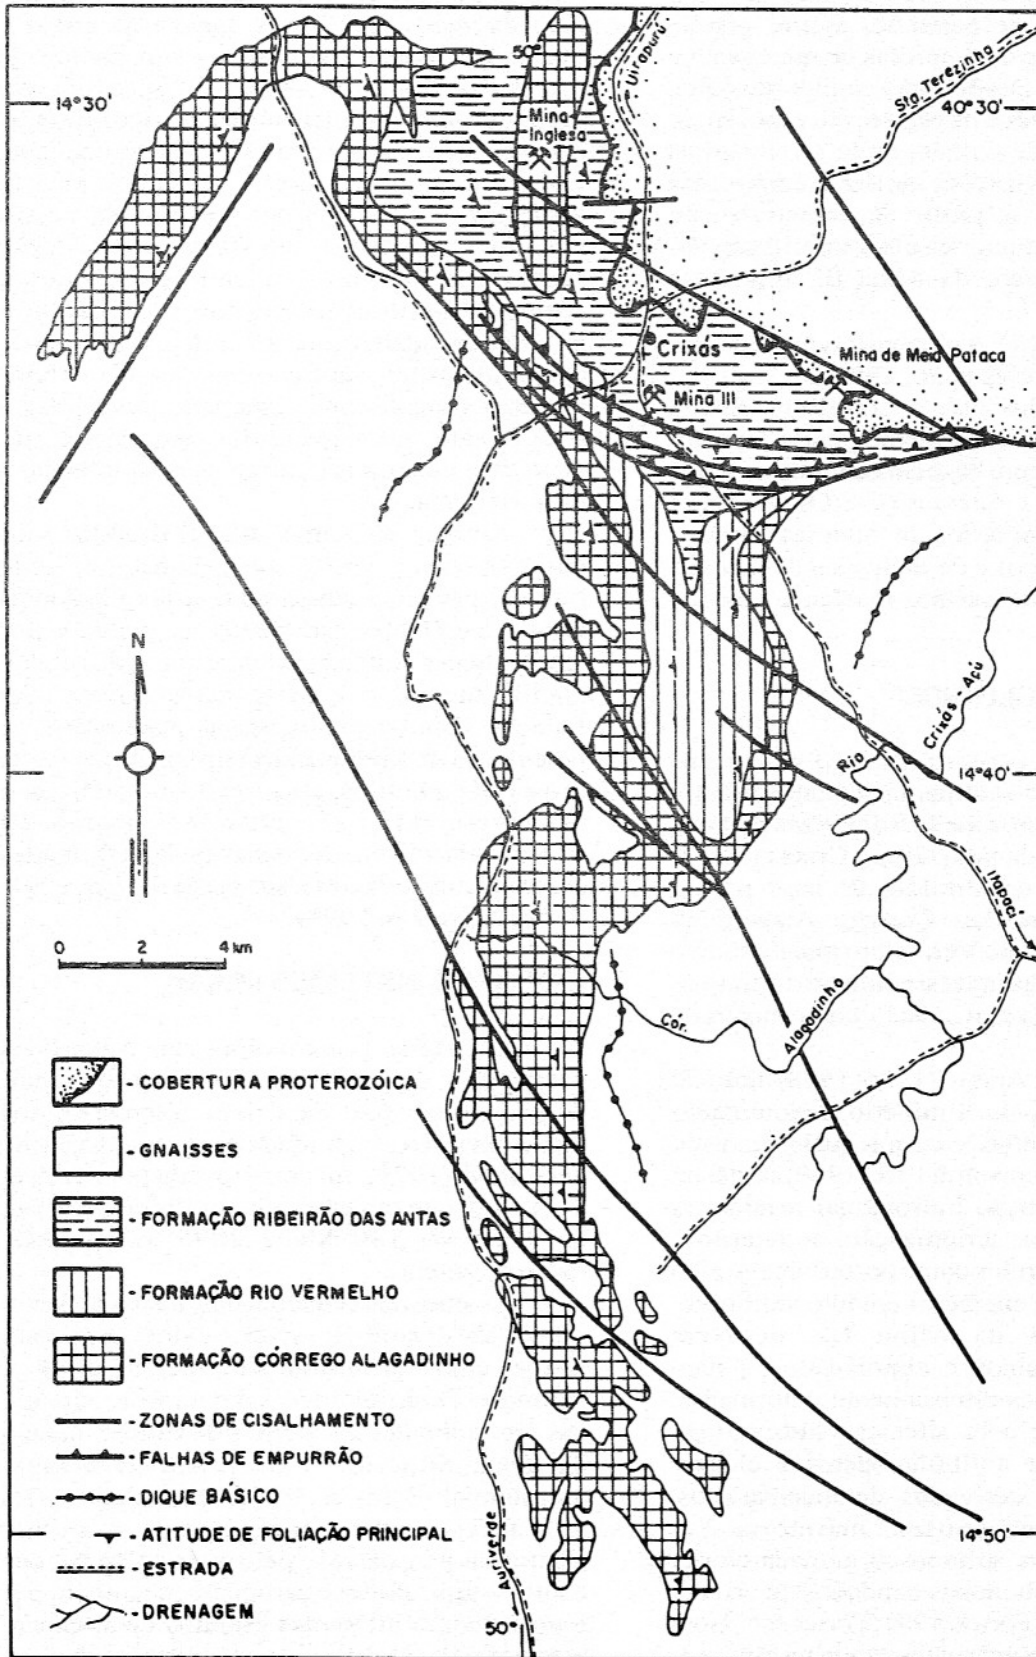 50°
Uirapurú
Sta Terezinha
14°30'
40°30'
Mina
Inglesa
Crixás
Mina de Meia Pataca
Mina III
N
Rio
Crixás - Açú
14°40'
Itapaci
0 2 4 km
Cór.
Alagodinho
- COBERTURA PROTEROZÓICA
- GNAISSES
- FORMAÇÃO RIBEIRÃO DAS ANTAS
- FORMAÇÃO RIO VERMELHO
- FORMAÇÃO CÓRREGO ALAGADINHO
- ZONAS DE CISALHAMENTO
- FALHAS DE EMPURRÃO
- DIQUE BÁSICO
- ATITUDE DE FOLIAÇÃO PRINCIPAL
- ESTRADA
- DRENAGEM
Auriverde
14°50'
50°